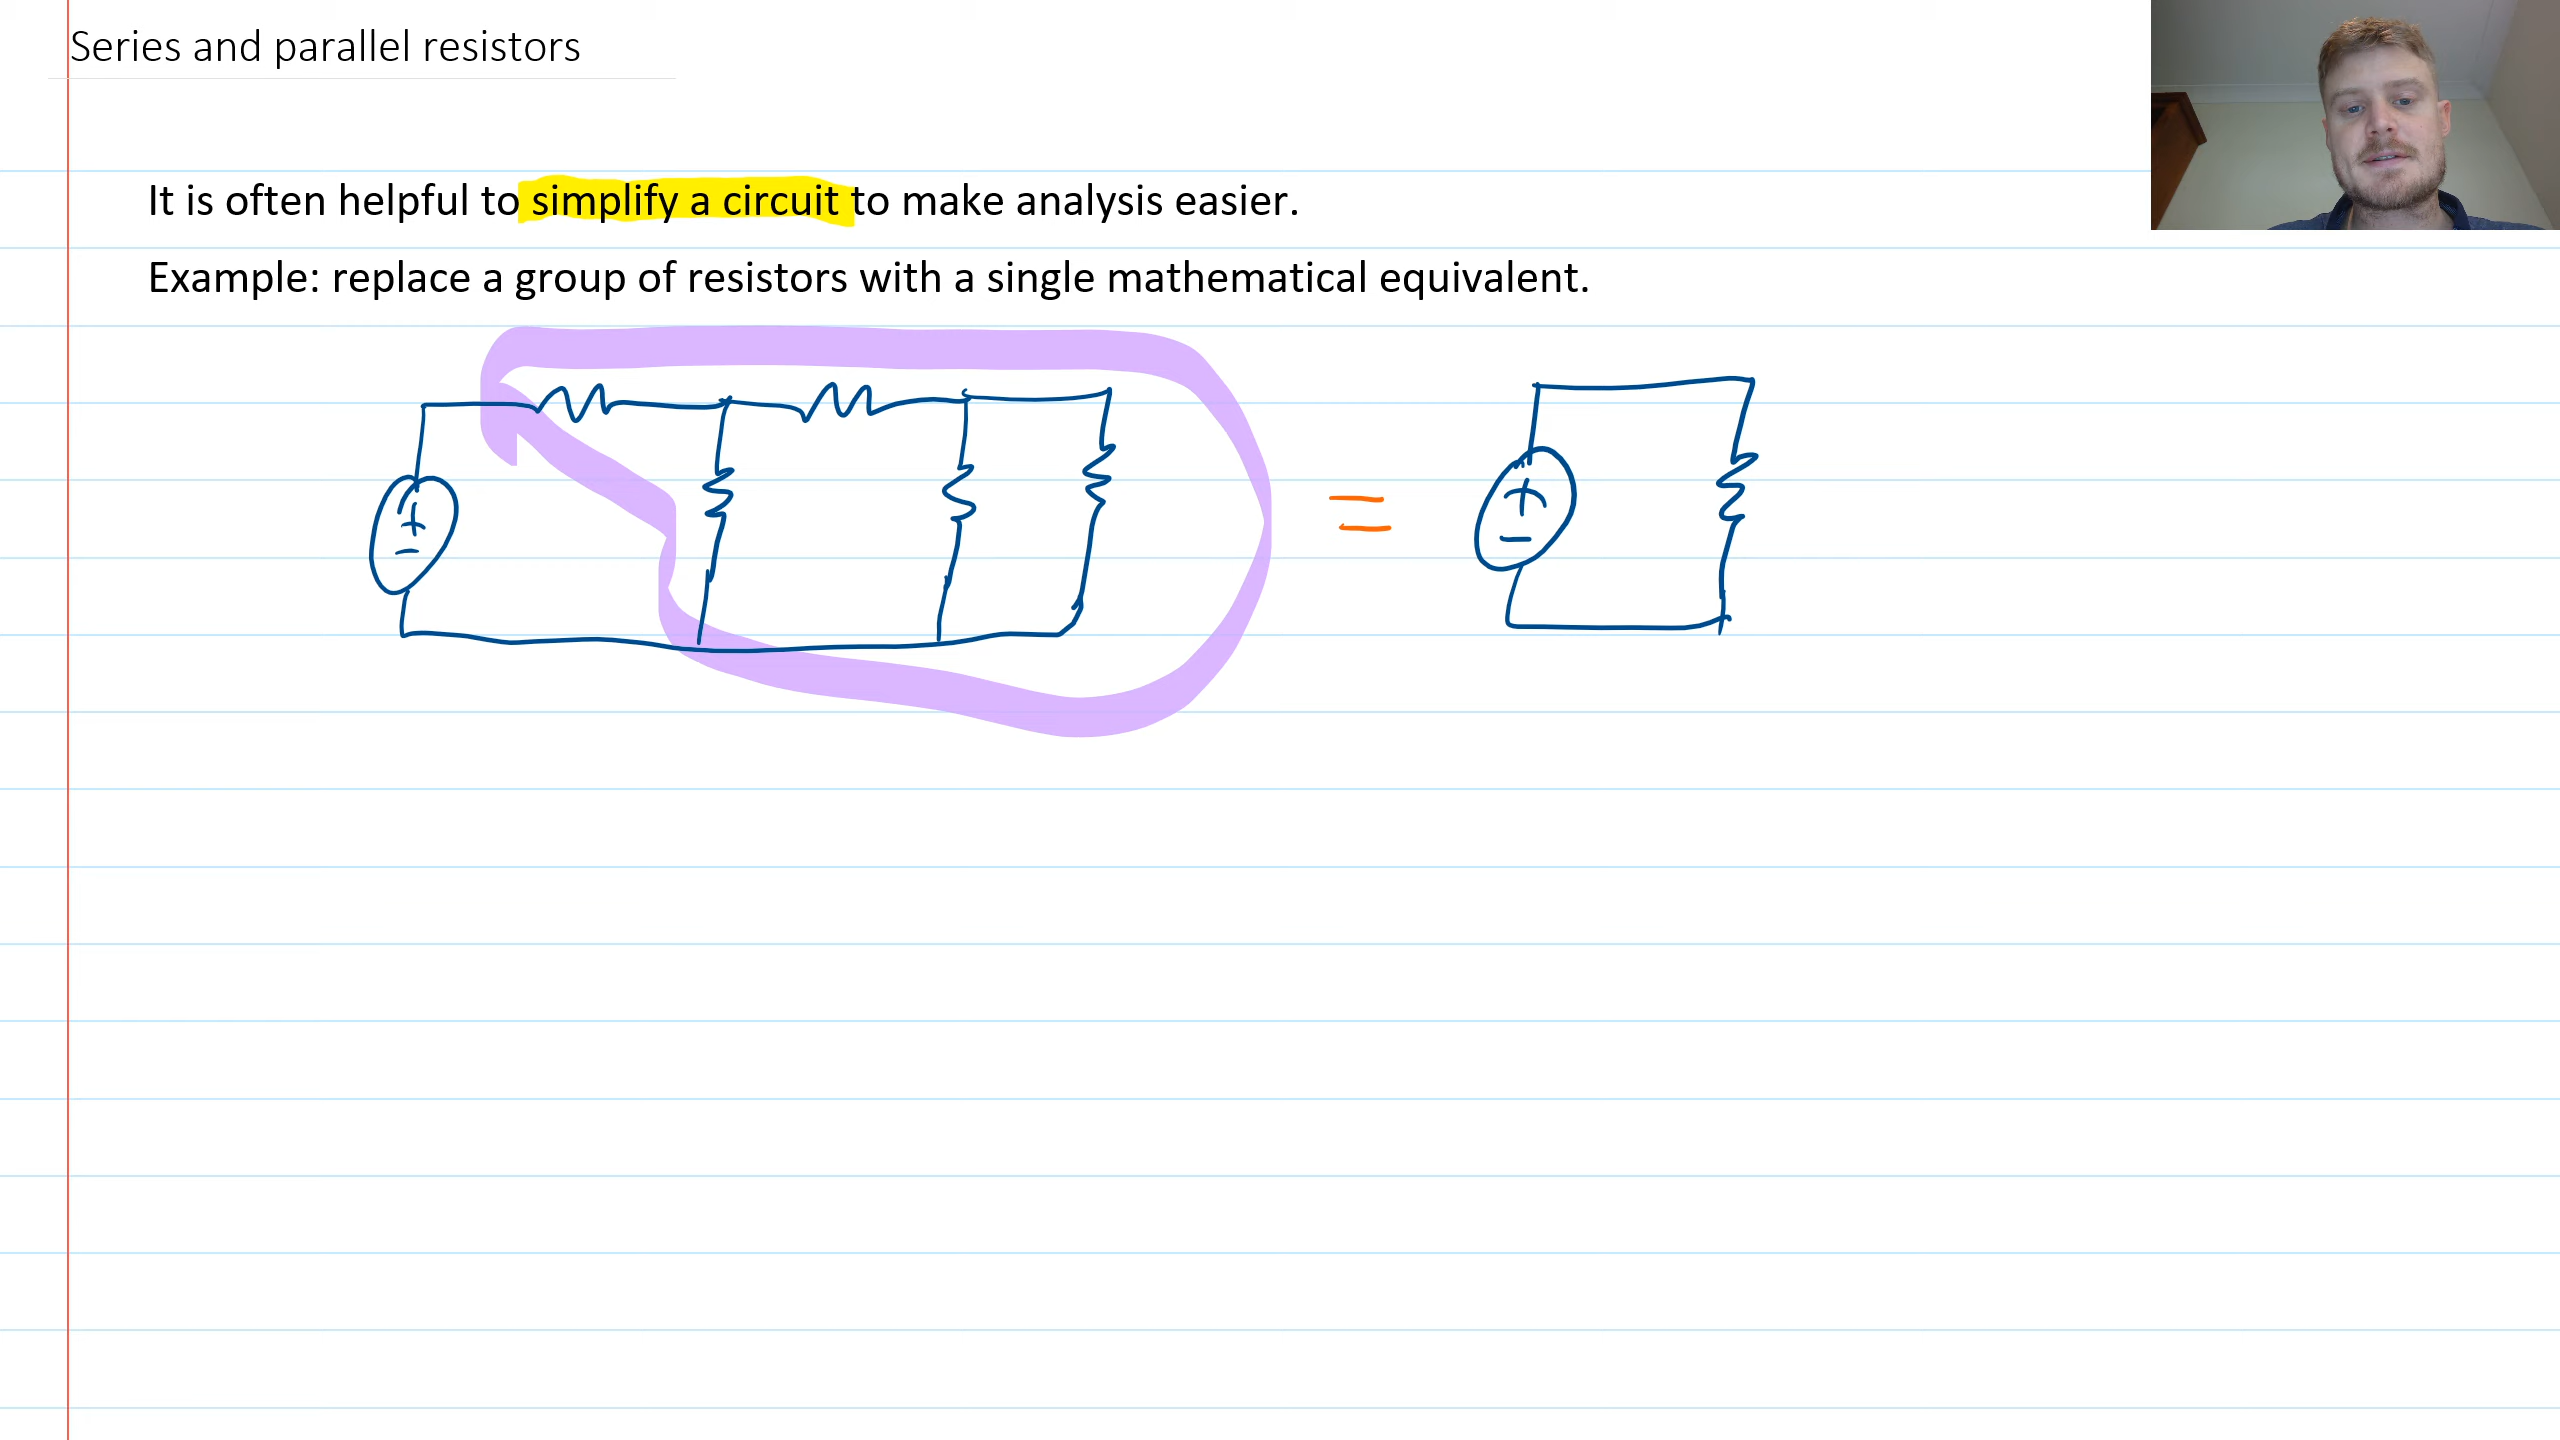 Series and parallel resistors
It is often helpful to simplify a circuit to make analysis easier.
Example: replace a group of resistors with a single mathematical equivalent.
+
−
=
+
−